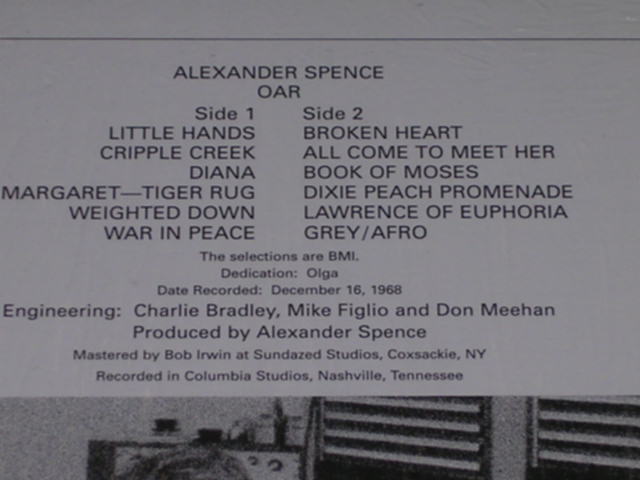 ALEXANDER SPENCE
OAR
Side 1 Side 2
LITTLE HANDS BROKEN HEART
CRIPPLE CREEK ALL COME TO MEET HER
DIANA BOOK OF MOSES
MARGARET—TIGER RUG DIXIE PEACH PROMENADE
WEIGHTED DOWN LAWRENCE OF EUPHORIA
WAR IN PEACE GREY/AFRO
The selections are BMI.
Dedication: Olga
Date Recorded: December 16, 1968
Engineering: Charlie Bradley, Mike Figlio and Don Meehan
Produced by Alexander Spence
Mastered by Bob Irwin at Sundazed Studios, Coxsackie, NY
Recorded in Columbia Studios, Nashville, Tennessee